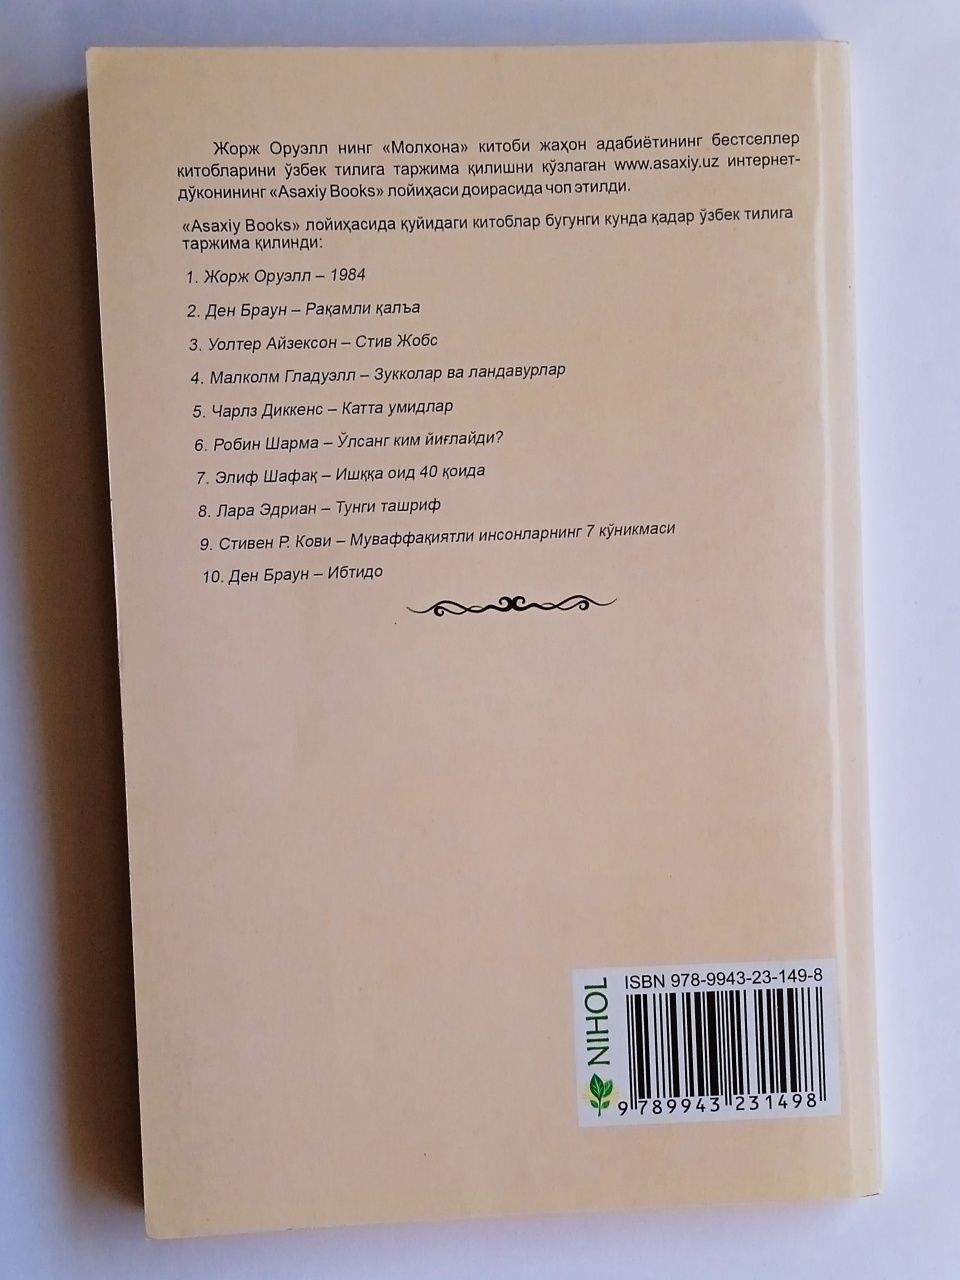 Жорж Оруэлл нинг «Молхона» китоби жаҳон адабиётининг бестселлер
китобларини ўзбек тилига таржима қилишни кўзлаган www.asaxiy.uz интернет-
дўконининг «Asaxiy Books» лойиҳаси доирасида чоп этилди.
«Asaxiy Books» лойиҳасида қуйидаги китоблар бугунги кунда қадар ўзбек тилига
таржима қилинди:
1. Жорж Оруэлл – 1984
2. Ден Браун – Рақамли қалъа
3. Уолтер Айзексон – Стив Жобс
4. Малколм Гладуэлл – Зукколар ва ландавурлар
5. Чарлз Диккенс – Катта умидлар
6. Робин Шарма – Ўлсанг ким йиғлайди?
7. Элиф Шафақ – Ишққа оид 40 қоида
8. Лара Эдриан – Тунги ташриф
9. Стивен Р. Кови – Муваффақиятли инсонларнинг 7 кўникмаси
10. Ден Браун – Ибтидо
ISBN 978-9943-23-149-8
NIHOL
9 789943 231498